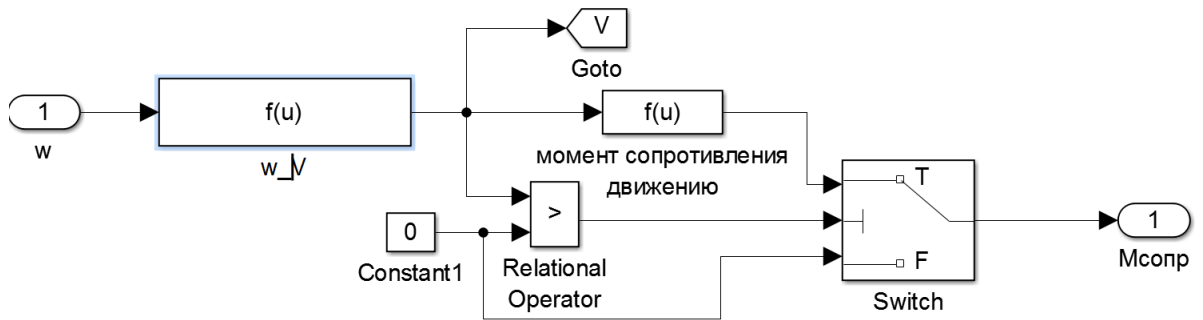 V
Goto
1
w
f(u)
w_V
f(u)
момент сопротивления
движению
>
0
Constant1
Relational
Operator
T
F
Switch
1
Мсопр